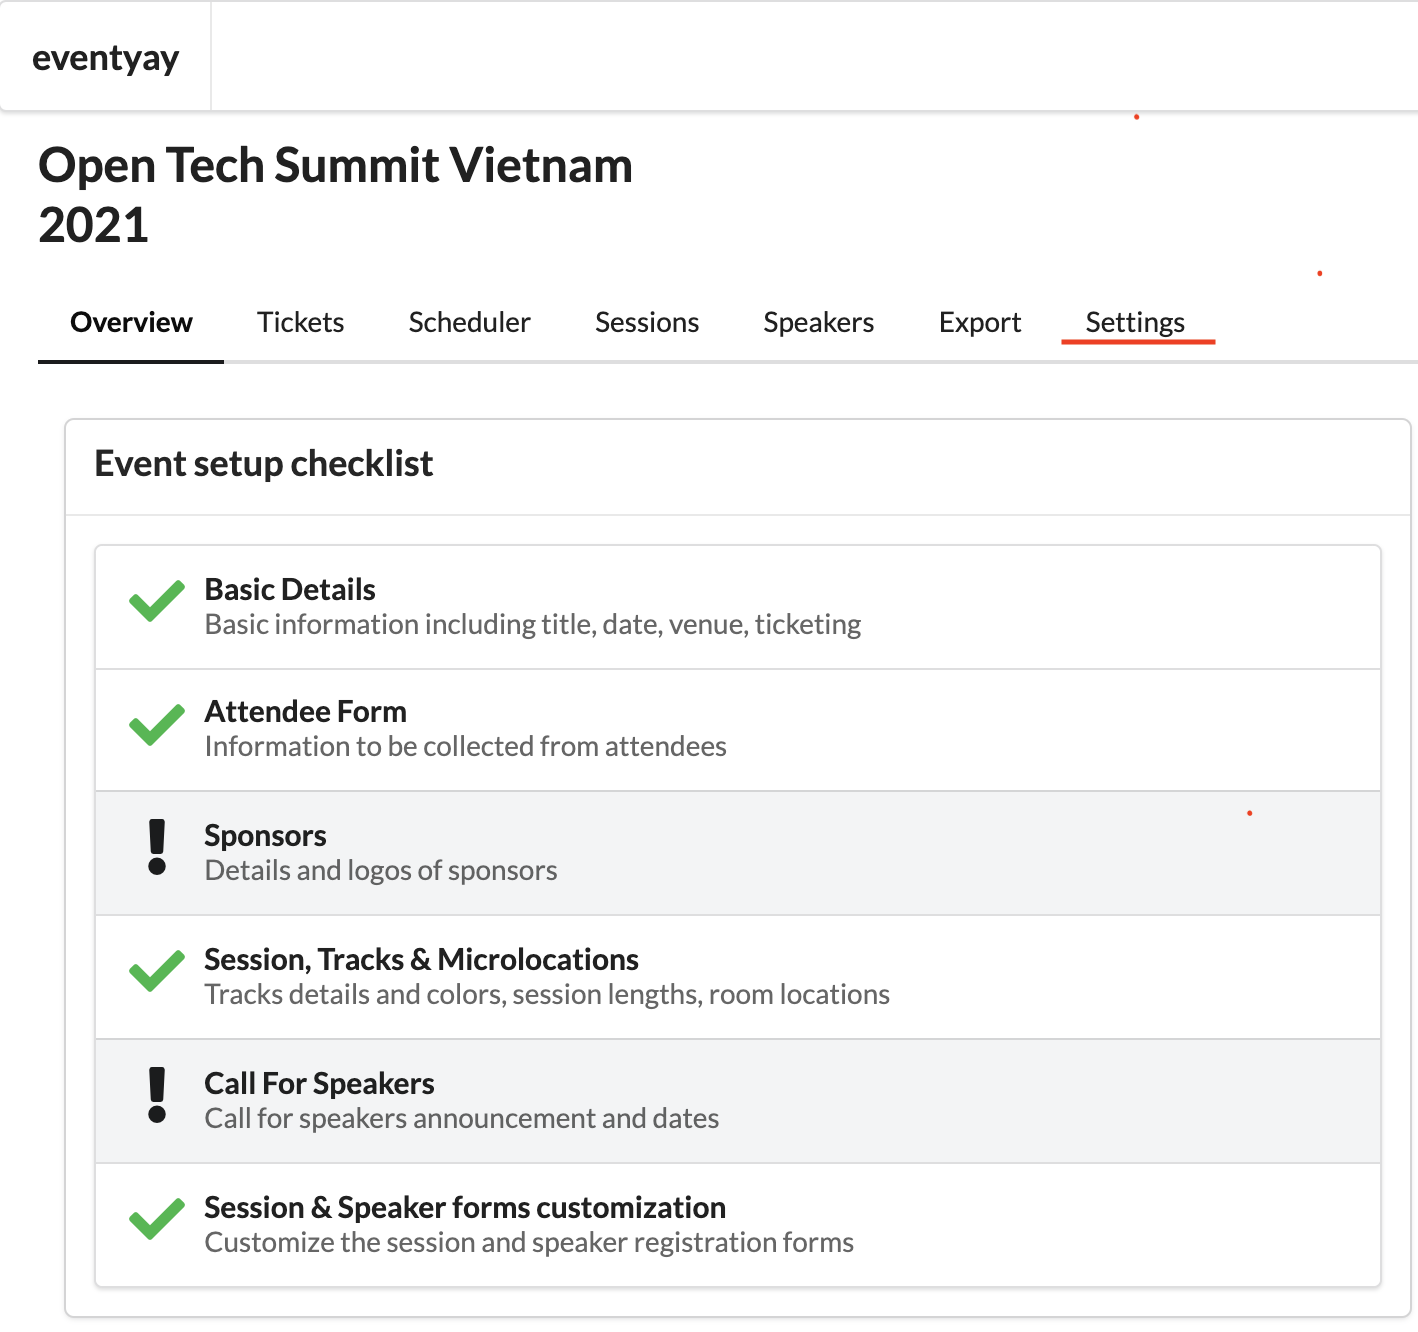 eventyay
Open Tech Summit Vietnam
2021
Overview Tickets Scheduler Sessions Speakers Export Settings
Event setup checklist
Basic Details
Basic information including title, date, venue, ticketing
Attendee Form
Information to be collected from attendees
Sponsors
Details and logos of sponsors
Session, Tracks & Microlocations
Tracks details and colors, session lengths, room locations
Call For Speakers
Call for speakers announcement and dates
Session & Speaker forms customization
Customize the session and speaker registration forms